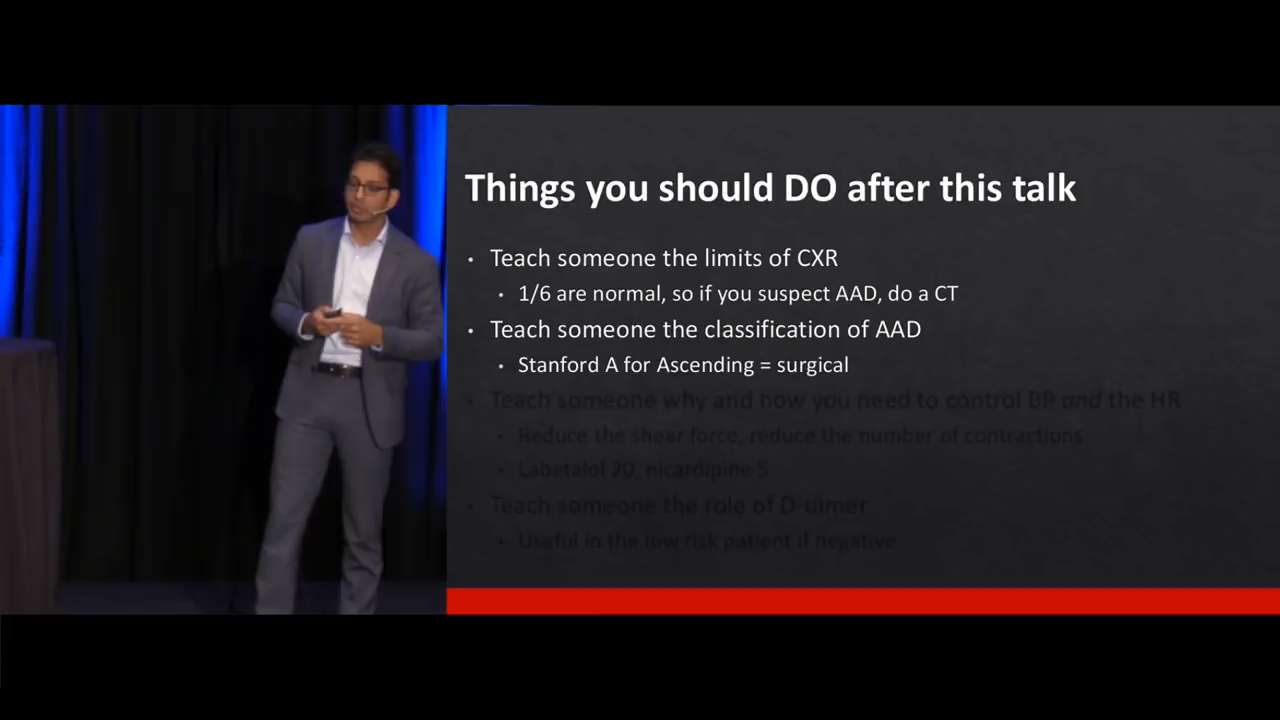 Things you should DO after this talk
• Teach someone the limits of CXR
• 1/6 are normal, so if you suspect AAD, do a CT
• Teach someone the classification of AAD
• Stanford A for Ascending = surgical
• Teach someone why and how you need to control BP and the HR
• Reduce the shear force, reduce the number of contractions
• Labetalol 20, nicardipine 5
• Teach someone the role of D-dimer
• Useful in the low risk patient if negative